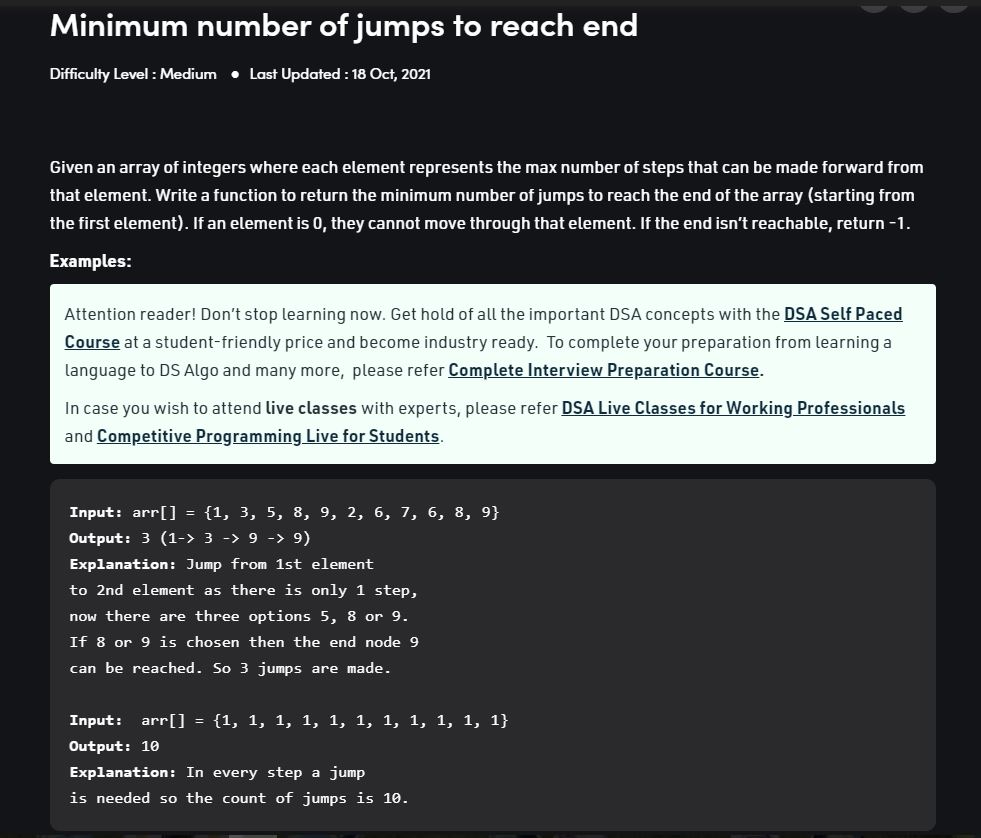 Minimum number of jumps to reach end
Difficulty Level : Medium ● Last Updated : 18 Oct, 2021
Given an array of integers where each element represents the max number of steps that can be made forward from
that element. Write a function to return the minimum number of jumps to reach the end of the array (starting from
the first element). If an element is 0, they cannot move through that element. If the end isn’t reachable, return -1.
Examples:
Attention reader! Don’t stop learning now. Get hold of all the important DSA concepts with the DSA Self Paced
Course at a student-friendly price and become industry ready. To complete your preparation from learning a
language to DS Algo and many more, please refer Complete Interview Preparation Course.
In case you wish to attend live classes with experts, please refer DSA Live Classes for Working Professionals
and Competitive Programming Live for Students.
Input: arr[] = {1, 3, 5, 8, 9, 2, 6, 7, 6, 8, 9}
Output: 3 (1-> 3 -> 9 -> 9)
Explanation: Jump from 1st element
to 2nd element as there is only 1 step,
now there are three options 5, 8 or 9.
If 8 or 9 is chosen then the end node 9
can be reached. So 3 jumps are made.
Input:  arr[] = {1, 1, 1, 1, 1, 1, 1, 1, 1, 1, 1}
Output: 10
Explanation: In every step a jump
is needed so the count of jumps is 10.